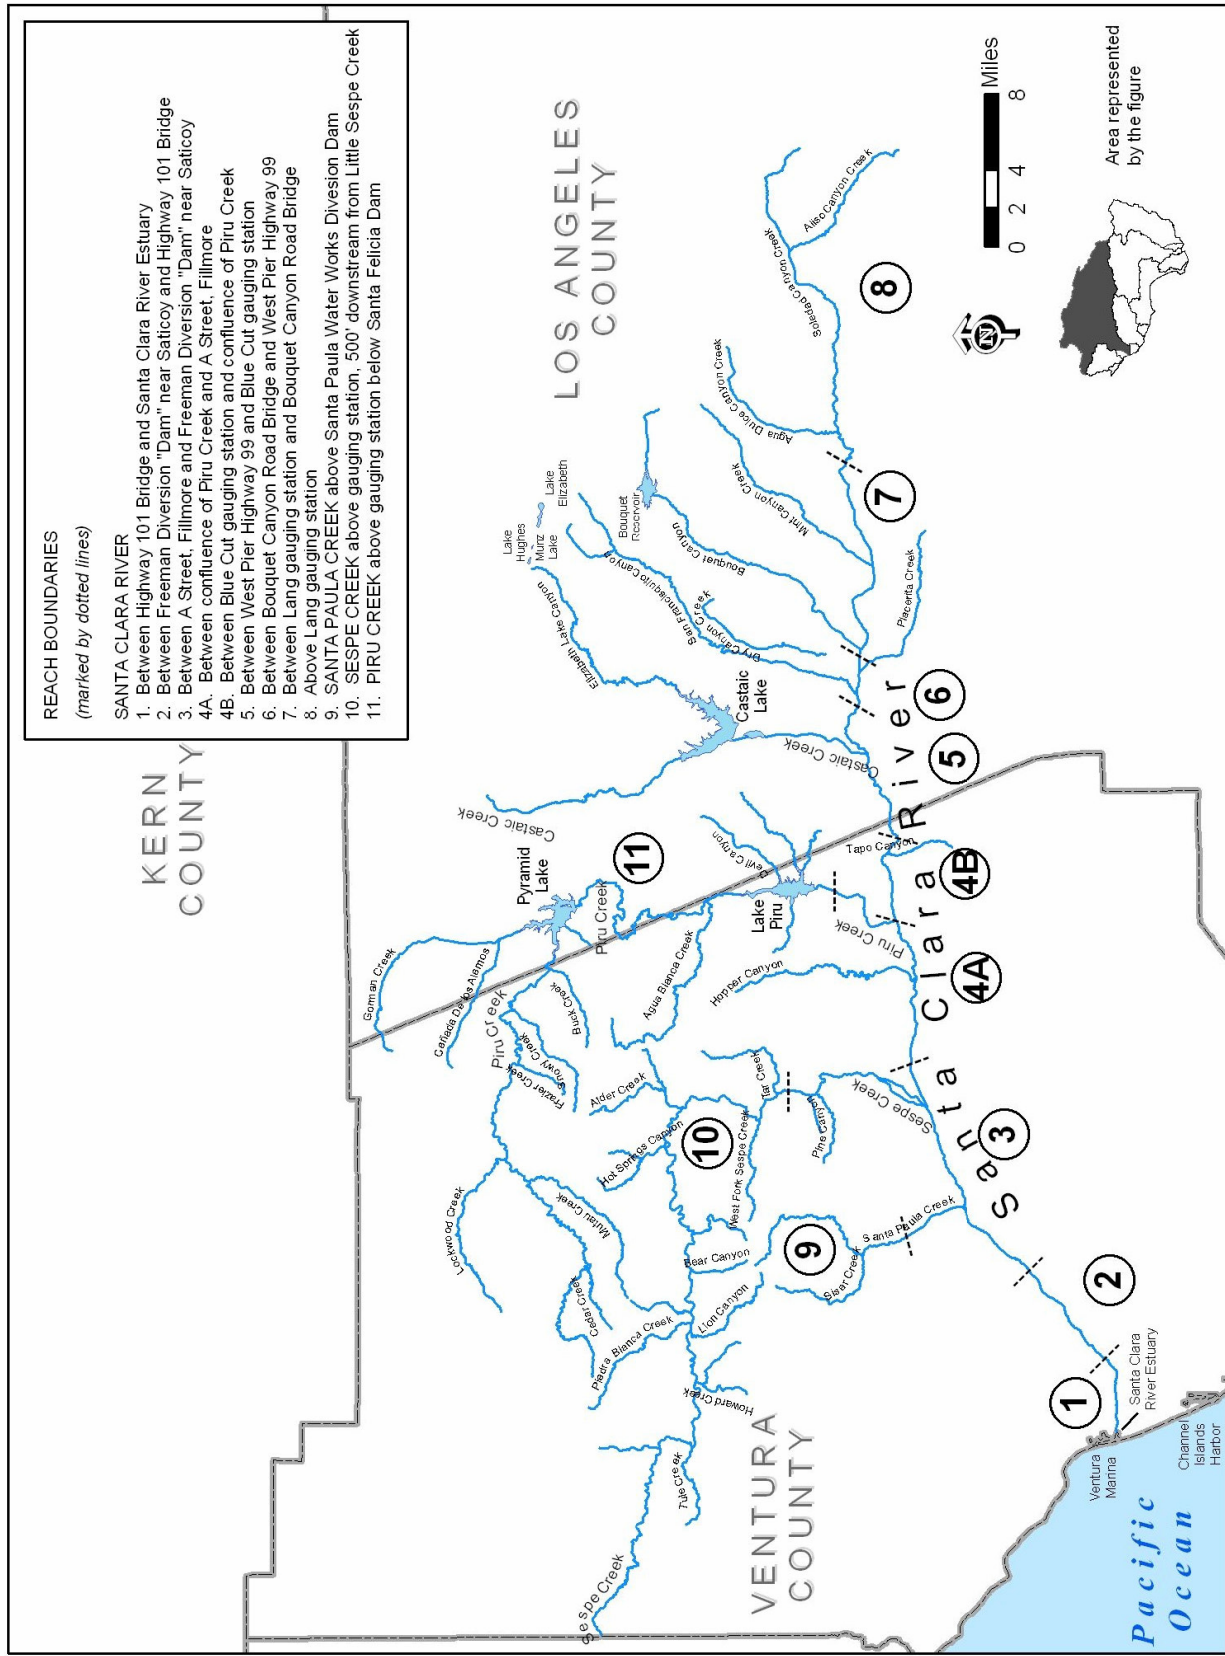 REACH BOUNDARIES
(marked by dotted lines)
SANTA CLARA RIVER
1. Between Highway 101 Bridge and Santa Clara River Estuary
2. Between Freeman Diversion "Dam" near Saticoy and Highway 101 Bridge
3. Between A Street, Fillmore and Freeman Diversion "Dam" near Saticoy
4A. Between confluence of Piru Creek and A Street, Fillmore
4B. Between Blue Cut gauging station and confluence of Piru Creek
5. Between West Pier Highway 99 and Blue Cut gauging station
6. Between Bouquet Canyon Road Bridge and West Pier Highway 99
7. Between Lang gauging station and Bouquet Canyon Road Bridge
8. Above Lang gauging station
9. SANTA PAULA CREEK above Santa Paula Water Works Divesion Dam
10. SESPE CREEK above gauging station, 500' downstream from Little Sespe Creek
11. PIRU CREEK above gauging station below Santa Felicia Dam
KERN
COUNTY
LOS ANGELES
COUNTY
VENTURA
COUNTY
Pacific
Ocean
Gorman Creek
Cañada De los Alamos
Pyramid
Lake
Piru Creek
Piru Creek
Buck Creek
Snowy Creek
Frazier Creek
Lockwood Creek
Mutau Creek
Cedar Creek
Piedra Blanca Creek
Alder Creek
Hot Springs Canyon
Agua Blanca Creek
Hopper Canyon
Tar Creek
Pine Canyon
West Fork Sespe Creek
Bear Canyon
Lion Canyon
Howard Creek
Tule Creek
Sespe Creek
Sespe Creek
Sisar Creek
Santa Paula Creek
Castaic Creek
Castaic Creek
Castaic
Lake
Devil Canyon
Lake
Piru
Piru Creek
Tapo Canyon
Elizabeth Lake Canyon
Lake
Hughes
Munz
Lake
Lake
Elizabeth
San Francisquito Canyon
Dry Canyon Creek
Bouquet
Reservoir
Bouquet Canyon
Mint Canyon Creek
Agua Dulce Canyon Creek
Soledad Canyon Creek
Aliso Canyon Creek
Placerita Creek
Santa Clara River
1
2
3
4A
4B
5
6
7
8
9
10
11
Santa Clara
River Estuary
Ventura
Marina
Channel
Islands
Harbor
N
0 2 4 8
Miles
Area represented
by the figure